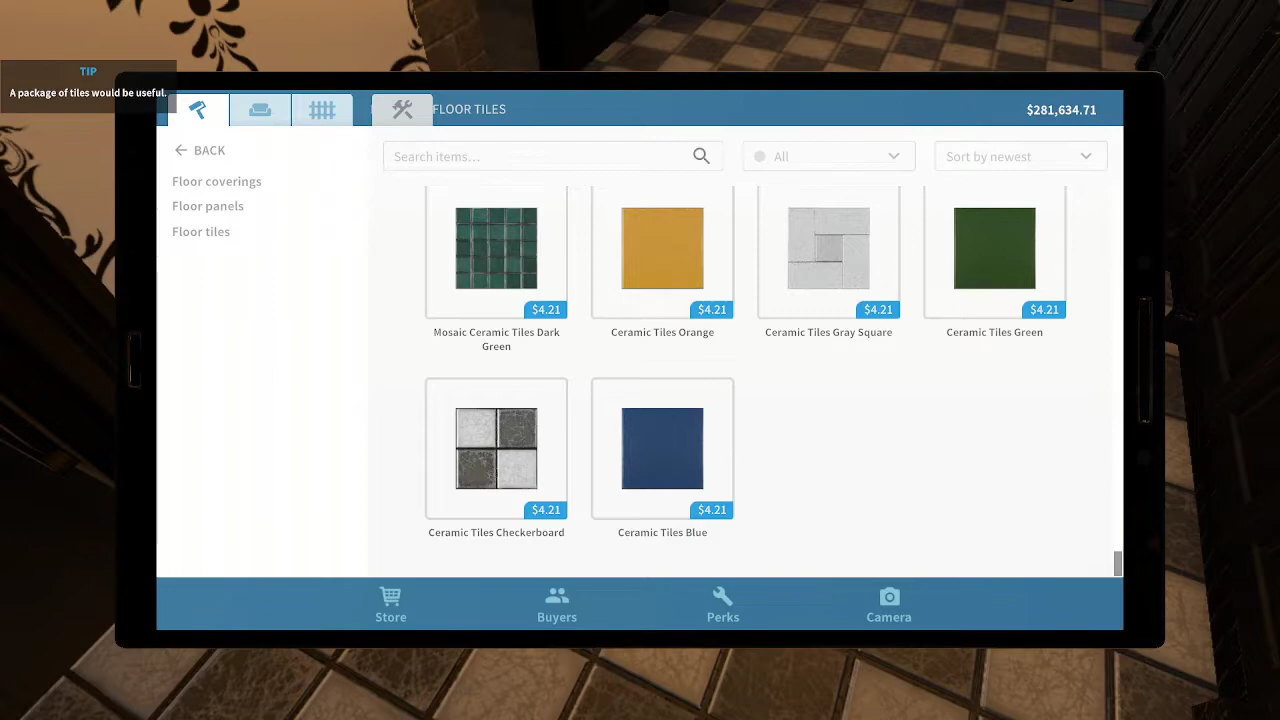 TIP
A package of tiles would be useful.
FLOOR TILES
$281,634.71
BACK
Floor coverings
Floor panels
Floor tiles
Search items...
All
Sort by newest
$4.21
$4.21
$4.21
$4.21
Mosaic Ceramic Tiles Dark
Green
Ceramic Tiles Orange
Ceramic Tiles Gray Square
Ceramic Tiles Green
$4.21
$4.21
Ceramic Tiles Checkerboard
Ceramic Tiles Blue
Store
Buyers
Perks
Camera